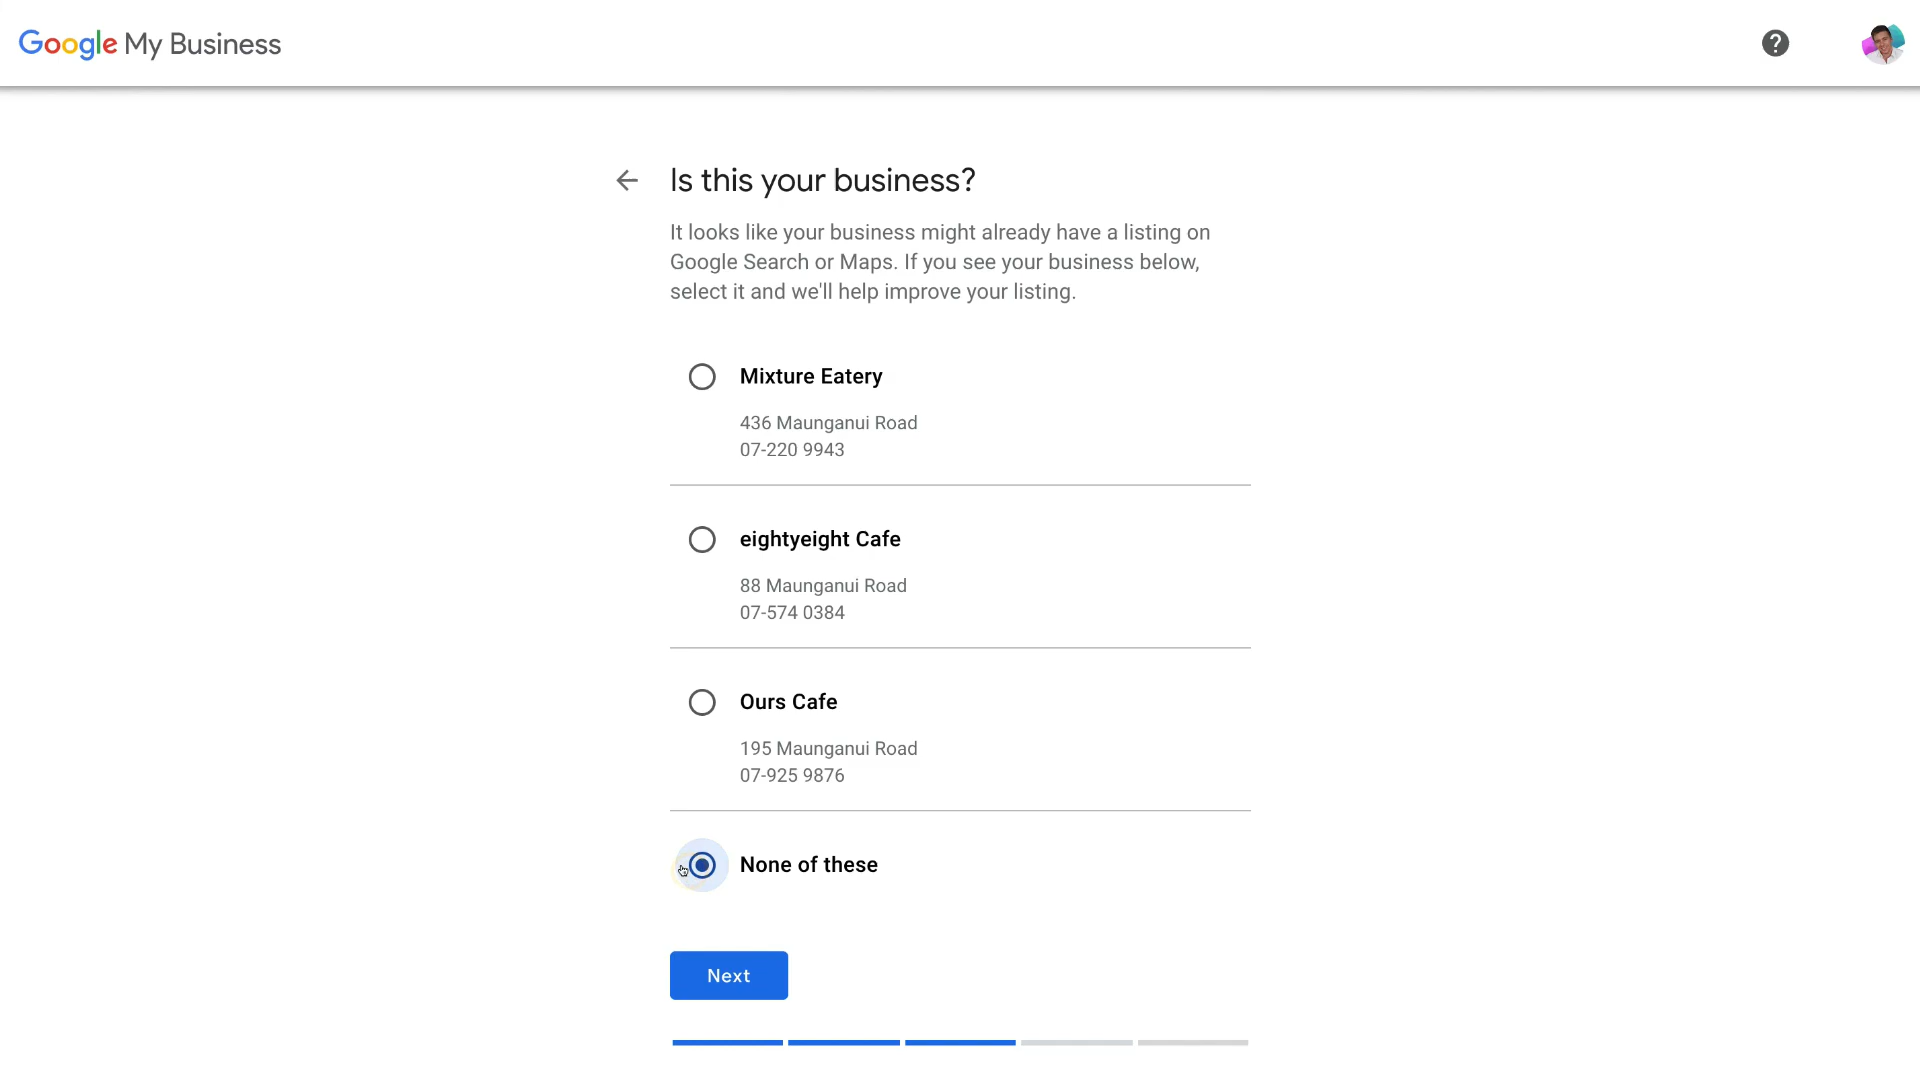 Google My Business
Is this your business?
It looks like your business might already have a listing on
Google Search or Maps. If you see your business below,
select it and we'll help improve your listing.
Mixture Eatery
436 Maunganui Road
07-220 9943
eightyeight Cafe
88 Maunganui Road
07-574 0384
Ours Cafe
195 Maunganui Road
07-925 9876
None of these
Next